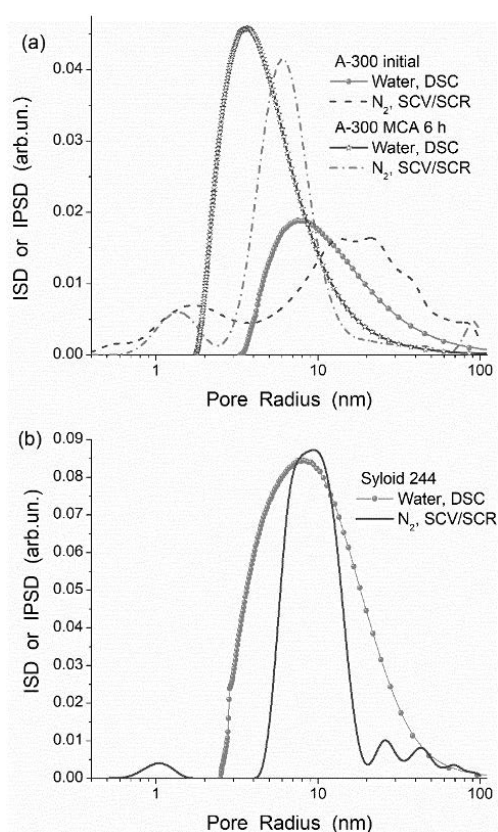 (a)
A-300 initial
Water, DSC
N₂, SCV/SCR
A-300 MCA 6 h
Water, DSC
N₂, SCV/SCR
ISD or IPSD (arb.un.)
0.04
0.03
0.02
0.01
0.00
1 10 100
Pore Radius (nm)
(b)
Syloid 244
Water, DSC
N₂, SCV/SCR
ISD or IPSD (arb.un.)
0.09
0.08
0.07
0.06
0.05
0.04
0.03
0.02
0.01
0.00
1 10 100
Pore Radius (nm)